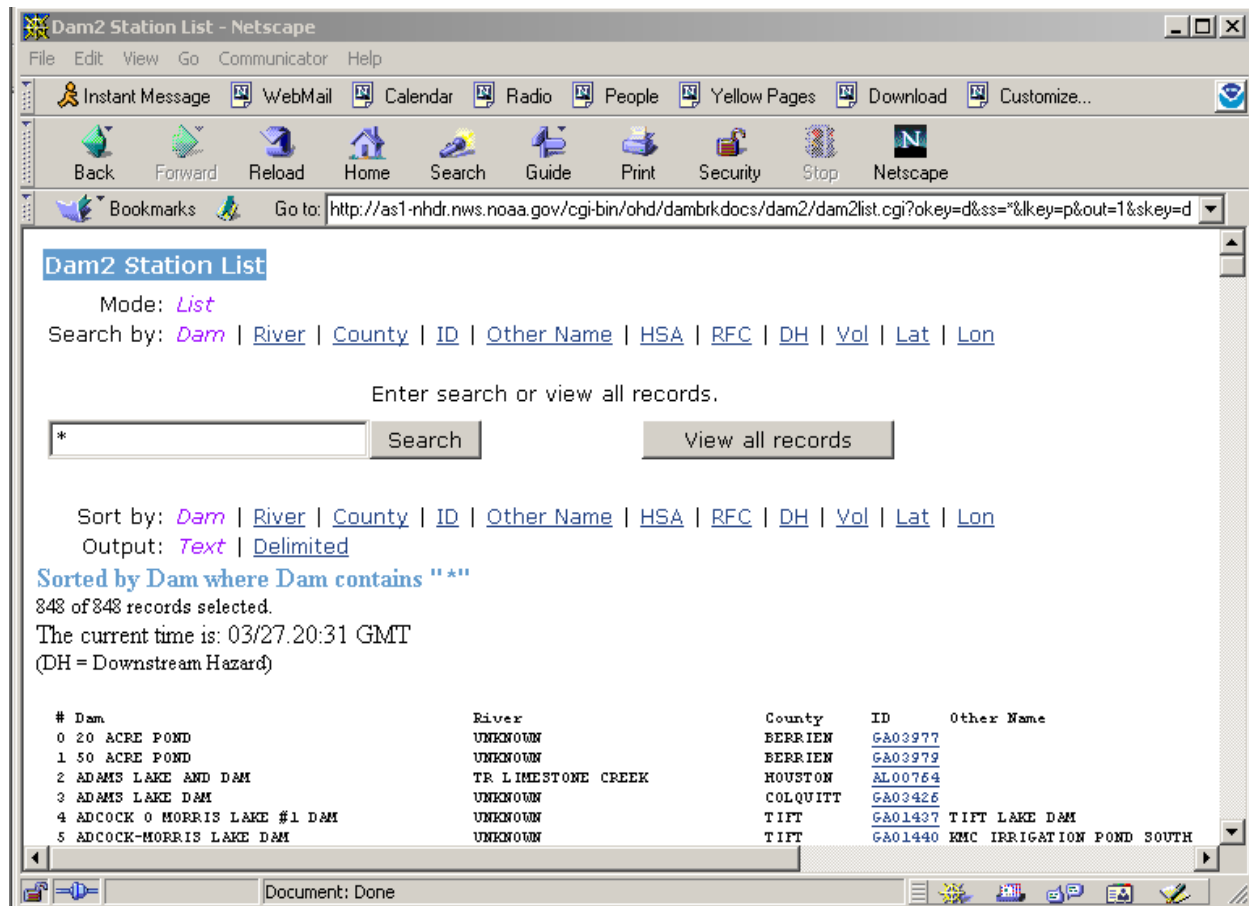 Dam2 Station List - Netscape
File Edit View Go Communicator Help
Instant Message WebMail Calendar Radio People Yellow Pages Download Customize...
Back Forward Reload Home Search Guide Print Security Stop Netscape
Bookmarks Go to: http://as1-nhdr.nws.noaa.gov/cgi-bin/ohd/dambrkdocs/dam2/dam2list.cgi?okey=d&ss=*&lkey=p&out=1&skey=d
Dam2 Station List
Mode: List
Search by: Dam | River | County | ID | Other Name | HSA | RFC | DH | Vol | Lat | Lon
Enter search or view all records.
* Search View all records
Sort by: Dam | River | County | ID | Other Name | HSA | RFC | DH | Vol | Lat | Lon
Output: Text | Delimited
Sorted by Dam where Dam contains "*"
848 of 848 records selected.
The current time is: 03/27.20:31 GMT
(DH = Downstream Hazard)
# Dam River County ID Other Name
0 20 ACRE POND UNKNOWN BERRIEN GA03977
1 50 ACRE POND UNKNOWN BERRIEN GA03979
2 ADAMS LAKE AND DAM TR LIMESTONE CREEK HOUSTON AL00764
3 ADAMS LAKE DAM UNKNOWN COLQUITT GA03426
4 ADCOCK O MORRIS LAKE #1 DAM UNKNOWN TIFT GA01437 TIFT LAKE DAM
5 ADCOCK-MORRIS LAKE DAM UNKNOWN TIFT GA01440 KMC IRRIGATION POND SOUTH
Document: Done